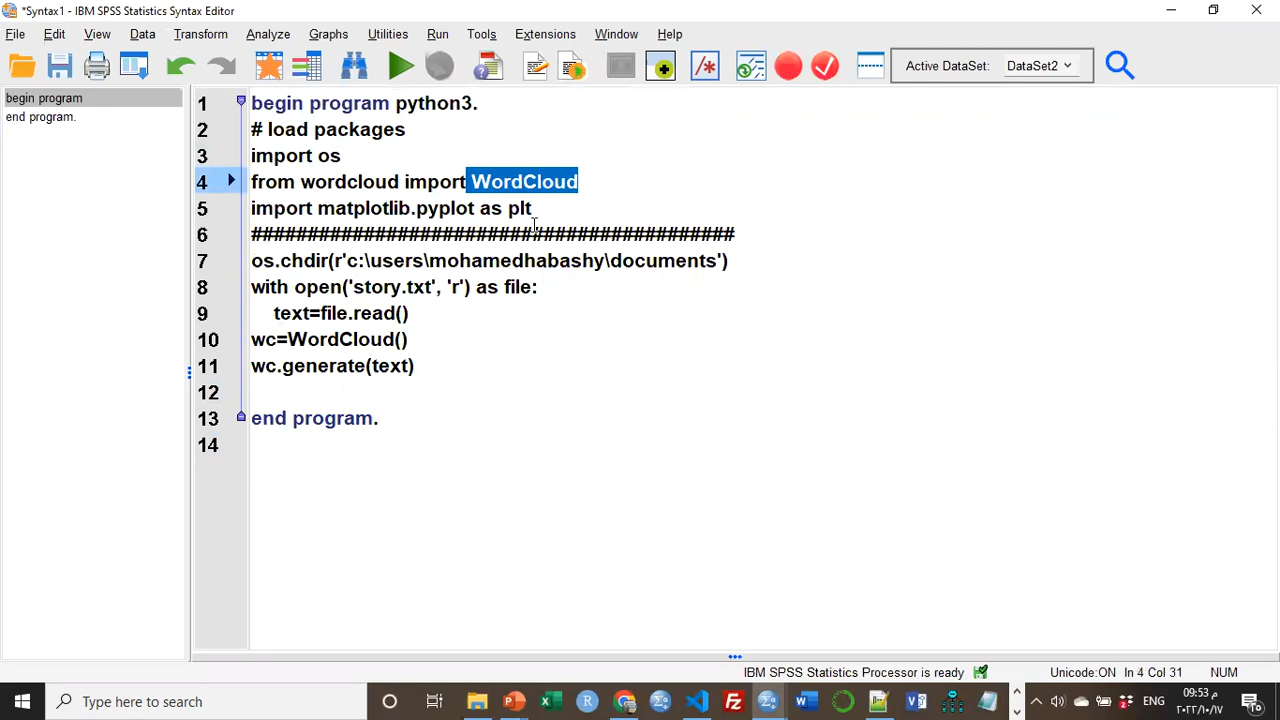 *Syntax1 - IBM SPSS Statistics Syntax Editor
File Edit View Data Transform Graphs Analyze Utilities Run Tools Extensions Window Help
Active DataSet: DataSet2
begin program
end program.
1 begin program python3.
2 # load packages
3 import os
4 from wordcloud import WordCloud
5 import matplotlib.pyplot as plt
6 ###########################################
7 os.chdir(r'c:\users\mohamedhabashy\documents')
8 with open('story.txt', 'r') as file:
9 text=file.read()
10 wc=WordCloud()
11 wc.generate(text)
12
13 end program.
14
IBM SPSS Statistics Processor is ready Unicode:ON In 4 Col 31 NUM
Type here to search
ENG
09:53 م
٢٠٢٢/١٠/١٧